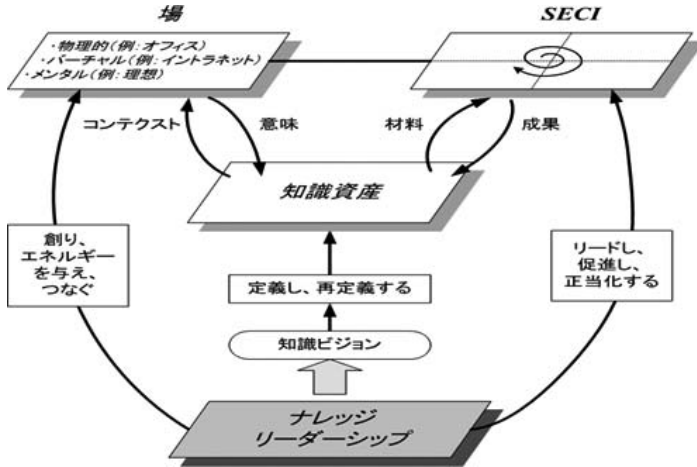 場
SECI
・物理的(例:オフィス)
・バーチャル(例:イントラネット)
・メンタル(例:理想)
コンテクスト
意味
材料
成果
知識資産
創り、
エネルギー
を与え、
つなぐ
リードし、
促進し、
正当化する
定義し、再定義する
知識ビジョン
ナレッジ
リーダーシップ